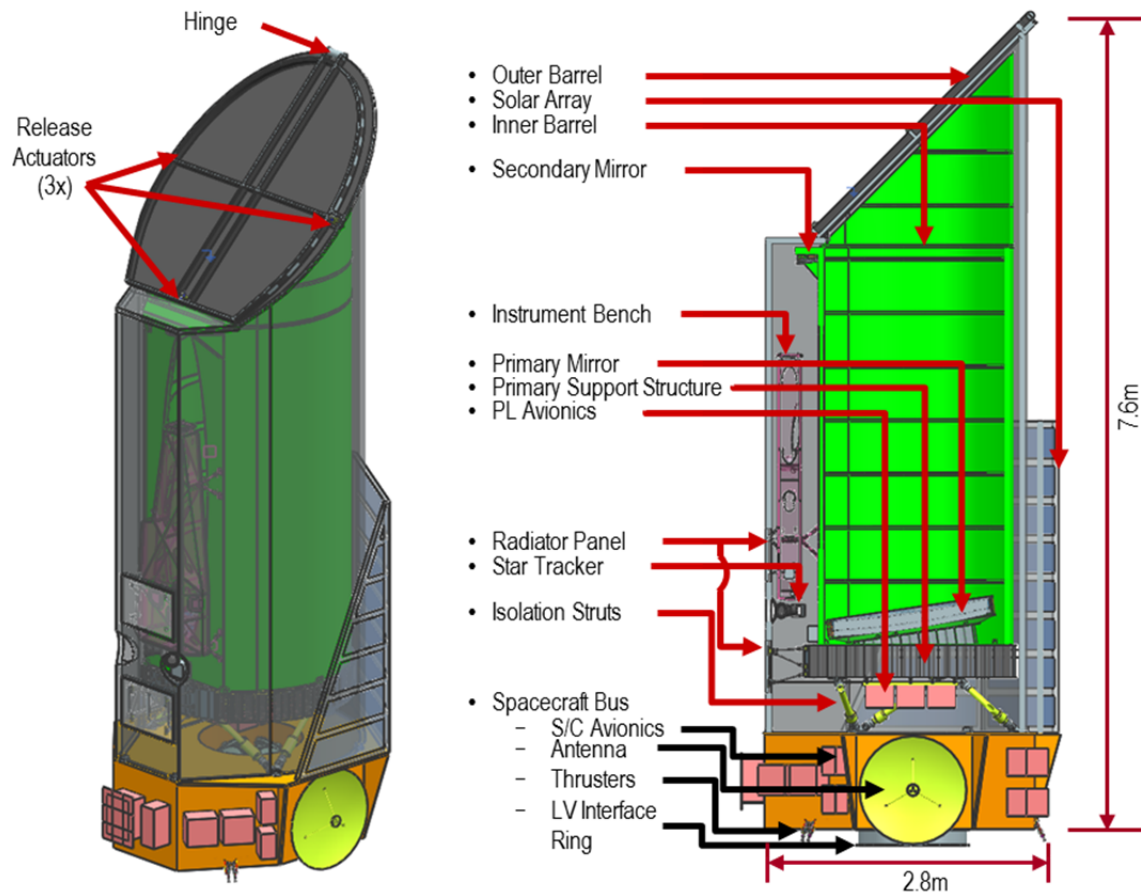 Hinge
Release
Actuators
(3x)
• Outer Barrel
• Solar Array
• Inner Barrel
• Secondary Mirror
• Instrument Bench
• Primary Mirror
• Primary Support Structure
• PL Avionics
• Radiator Panel
• Star Tracker
• Isolation Struts
• Spacecraft Bus
– S/C Avionics
– Antenna
– Thrusters
– LV Interface
Ring
7.6m
2.8m